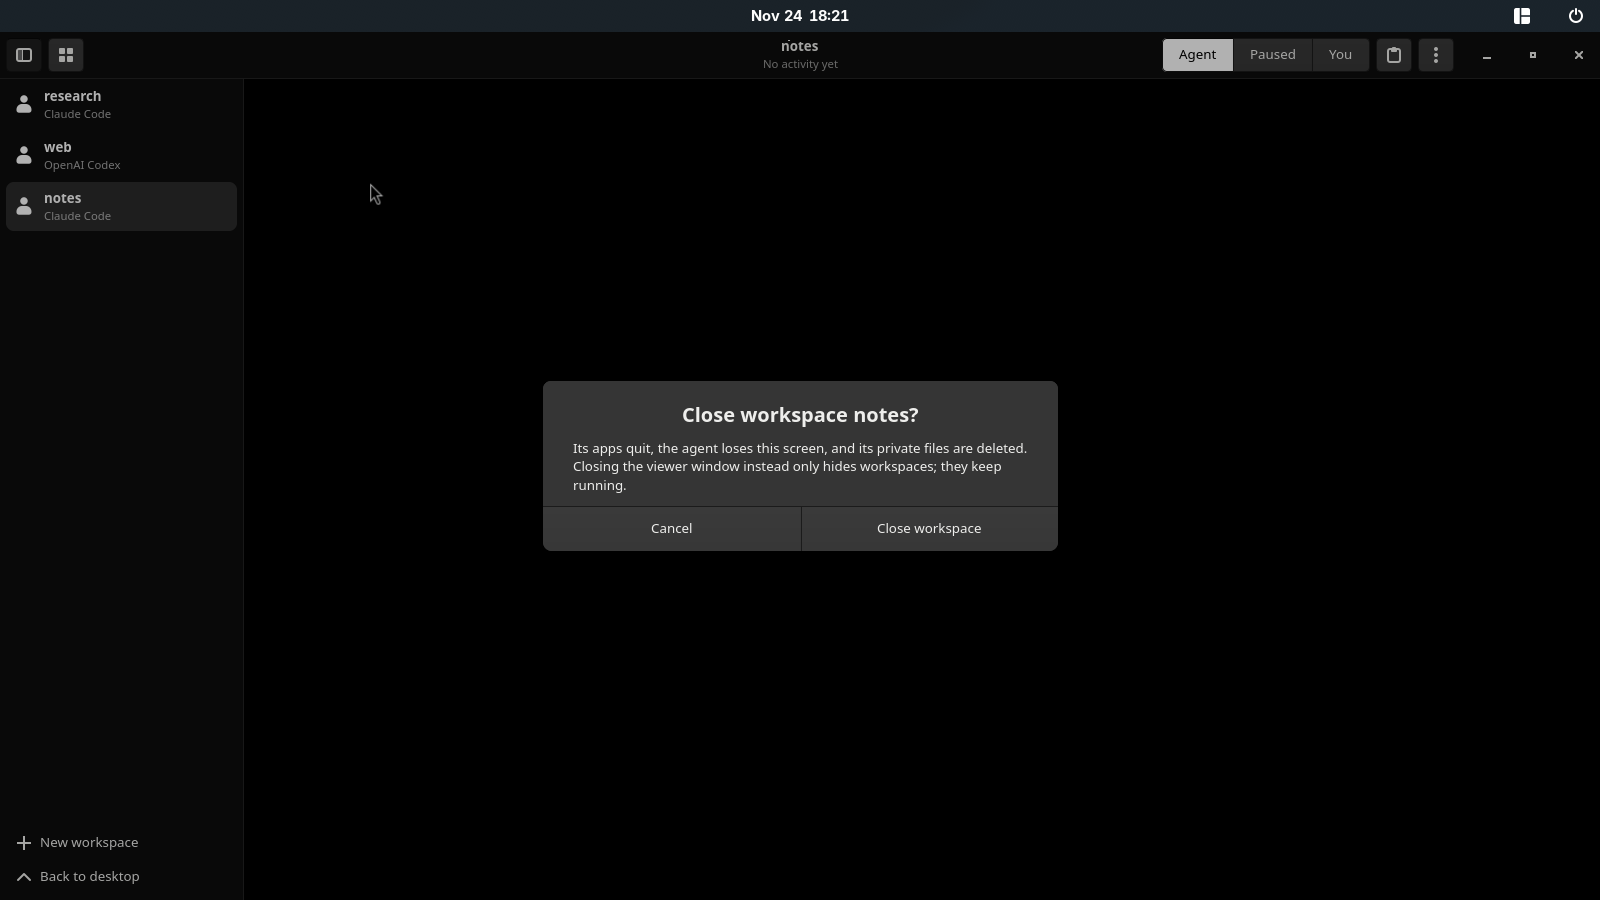 Nov 24 18:21
notes
No activity yet
Agent
Paused
You
research
Claude Code
web
OpenAI Codex
notes
Claude Code
Close workspace notes?
Its apps quit, the agent loses this screen, and its private files are deleted.
Closing the viewer window instead only hides workspaces; they keep
running.
Cancel
Close workspace
New workspace
Back to desktop